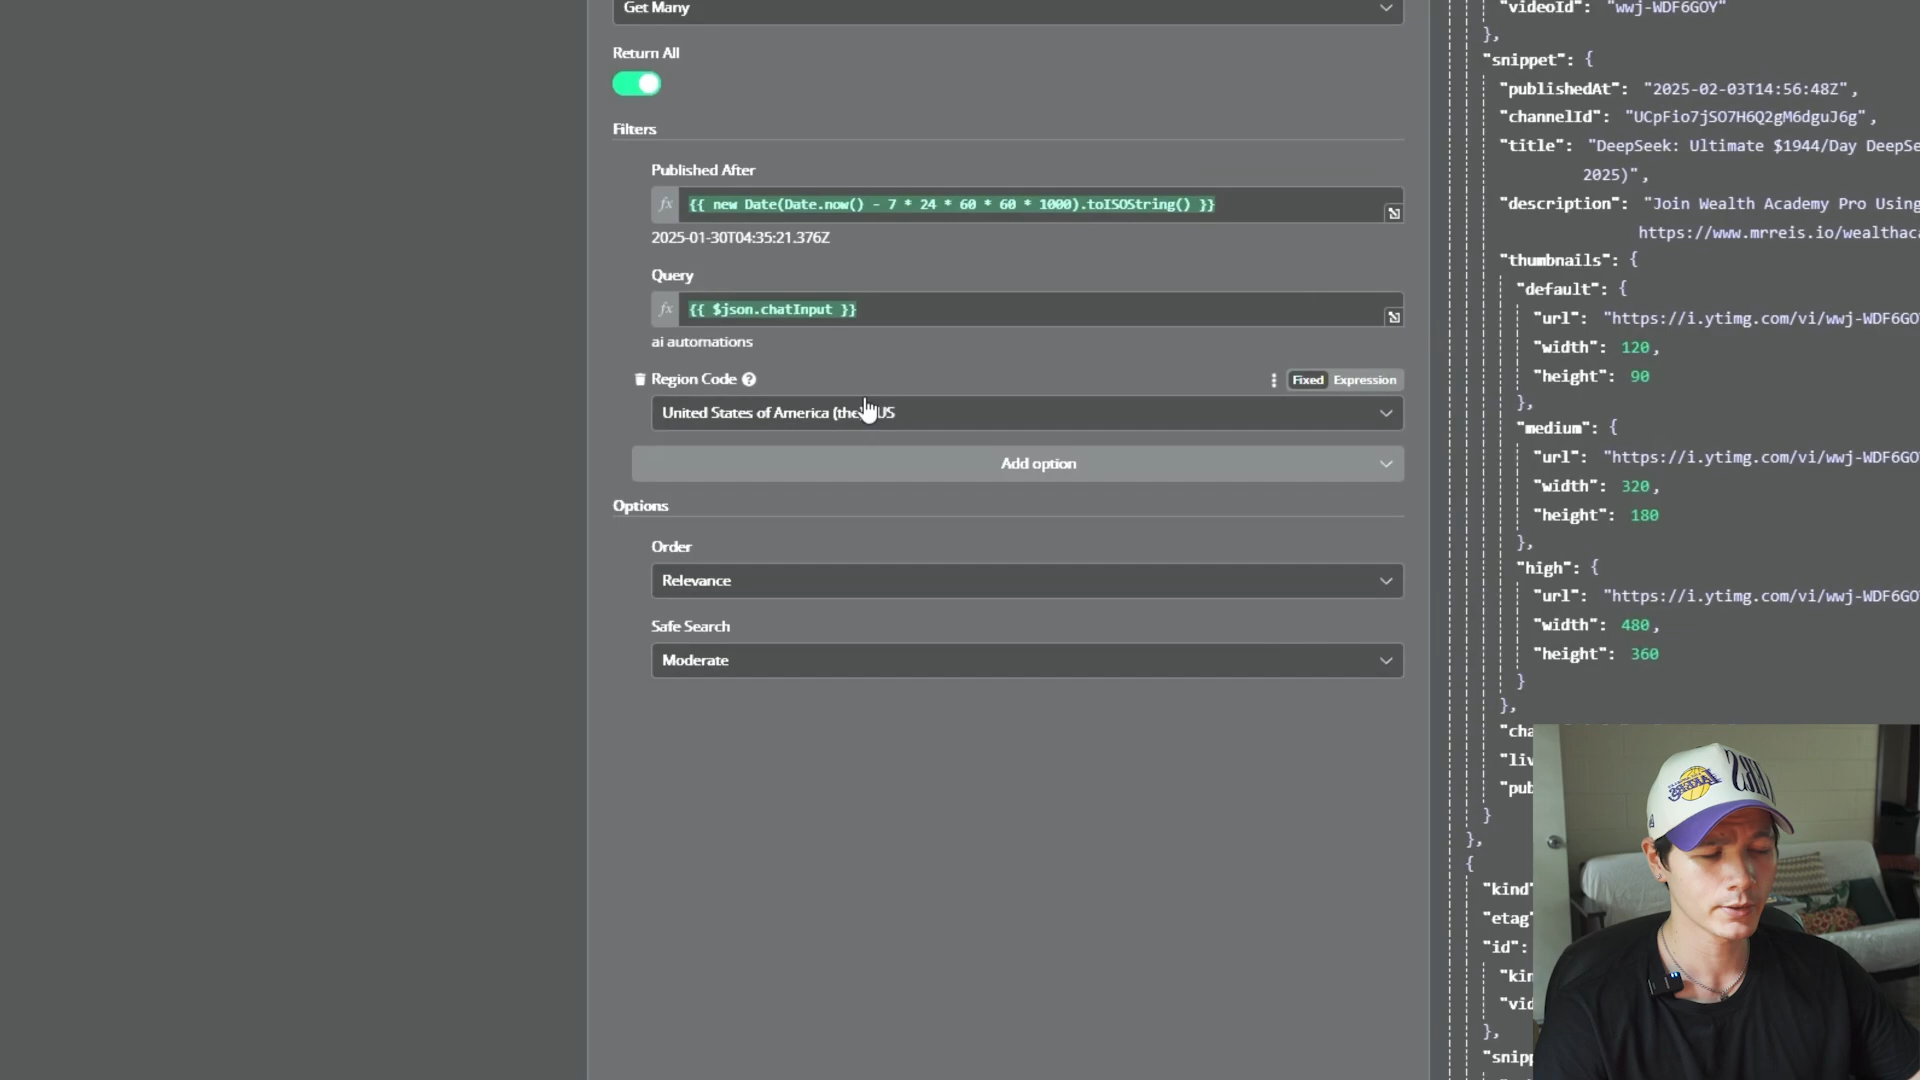 Get Many
Return All
Filters
Published After
fx {{ new Date(Date.now() - 7 * 24 * 60 * 60 * 1000).toISOString() }}
2025-01-30T04:35:21.376Z
Query
fx {{ $json.chatInput }}
ai automations
Region Code
Fixed Expression
United States of America (the US
Add option
Options
Order
Relevance
Safe Search
Moderate
"videoId": "wwj-WDF6GOY"
},
"snippet": {
"publishedAt": "2025-02-03T14:56:48Z",
"channelId": "UCpFio7jSO7H6Q2gM6dguJ6g",
"title": "DeepSeek: Ultimate $1944/Day DeepSe
2025)",
"description": "Join Wealth Academy Pro Using
https://www.mrreis.io/wealthac
"thumbnails": {
"default": {
"url": "https://i.ytimg.com/vi/wwj-WDF6GO
"width": 120,
"height": 90
},
"medium": {
"url": "https://i.ytimg.com/vi/wwj-WDF6GO
"width": 320,
"height": 180
},
"high": {
"url": "https://i.ytimg.com/vi/wwj-WDF6GO
"width": 480,
"height": 360
}
},
"cha
"liv
"pub
}
},
{
"kind"
"etag"
"id":
"kin
"vid
},
"snipp